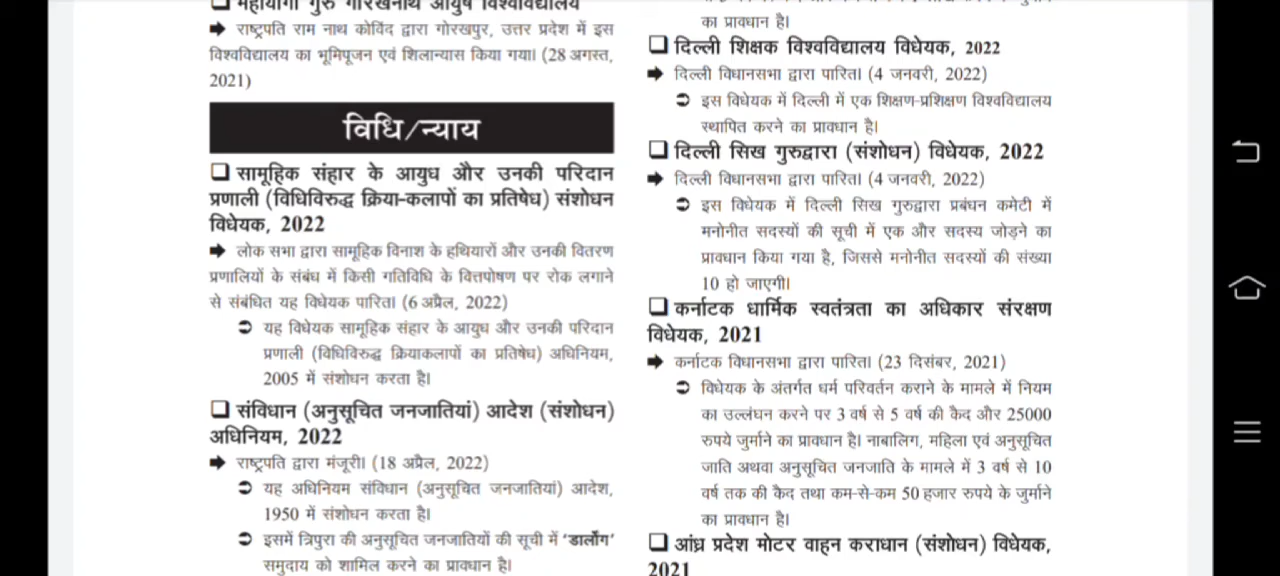 महायोगी गुरु गोरखनाथ आयुष विश्वविद्यालय
➡ राष्ट्रपति राम नाथ कोविंद द्वारा गोरखपुर, उत्तर प्रदेश में इस
विश्वविद्यालय का भूमिपूजन एवं शिलान्यास किया गया। (28 अगस्त,
2021)
विधि/न्याय
❑ सामूहिक संहार के आयुध और उनकी परिदान
प्रणाली (विधिविरुद्ध क्रिया-कलापों का प्रतिषेध) संशोधन
विधेयक, 2022
➡ लोक सभा द्वारा सामूहिक विनाश के हथियारों और उनकी वितरण
प्रणालियों के संबंध में किसी गतिविधि के वित्तपोषण पर रोक लगाने
से संबंधित यह विधेयक पारित। (6 अप्रैल, 2022)
➲ यह विधेयक सामूहिक संहार के आयुध और उनकी परिदान
प्रणाली (विधिविरुद्ध क्रियाकलापों का प्रतिषेध) अधिनियम,
2005 में संशोधन करता है।
❑ संविधान (अनुसूचित जनजातियां) आदेश (संशोधन)
अधिनियम, 2022
➡ राष्ट्रपति द्वारा मंजूरी। (18 अप्रैल, 2022)
➲ यह अधिनियम संविधान (अनुसूचित जनजातियां) आदेश,
1950 में संशोधन करता है।
➲ इसमें त्रिपुरा की अनुसूचित जनजातियों की सूची में 'डार्लोंग'
समुदाय को शामिल करने का प्रावधान है।
का प्रावधान है।
❑ दिल्ली शिक्षक विश्वविद्यालय विधेयक, 2022
➡ दिल्ली विधानसभा द्वारा पारित। (4 जनवरी, 2022)
➲ इस विधेयक में दिल्ली में एक शिक्षण-प्रशिक्षण विश्वविद्यालय
स्थापित करने का प्रावधान है।
❑ दिल्ली सिख गुरुद्वारा (संशोधन) विधेयक, 2022
➡ दिल्ली विधानसभा द्वारा पारित। (4 जनवरी, 2022)
➲ इस विधेयक में दिल्ली सिख गुरुद्वारा प्रबंधन कमेटी में
मनोनीत सदस्यों की सूची में एक और सदस्य जोड़ने का
प्रावधान किया गया है, जिससे मनोनीत सदस्यों की संख्या
10 हो जाएगी।
❑ कर्नाटक धार्मिक स्वतंत्रता का अधिकार संरक्षण
विधेयक, 2021
➡ कर्नाटक विधानसभा द्वारा पारित। (23 दिसंबर, 2021)
➲ विधेयक के अंतर्गत धर्म परिवर्तन कराने के मामले में नियम
का उल्लंघन करने पर 3 वर्ष से 5 वर्ष की कैद और 25000
रुपये जुर्माने का प्रावधान है। नाबालिग, महिला एवं अनुसूचित
जाति अथवा अनुसूचित जनजाति के मामले में 3 वर्ष से 10
वर्ष तक की कैद तथा कम-से-कम 50 हजार रुपये के जुर्माने
का प्रावधान है।
❑ आंध्र प्रदेश मोटर वाहन कराधान (संशोधन) विधेयक,
2021